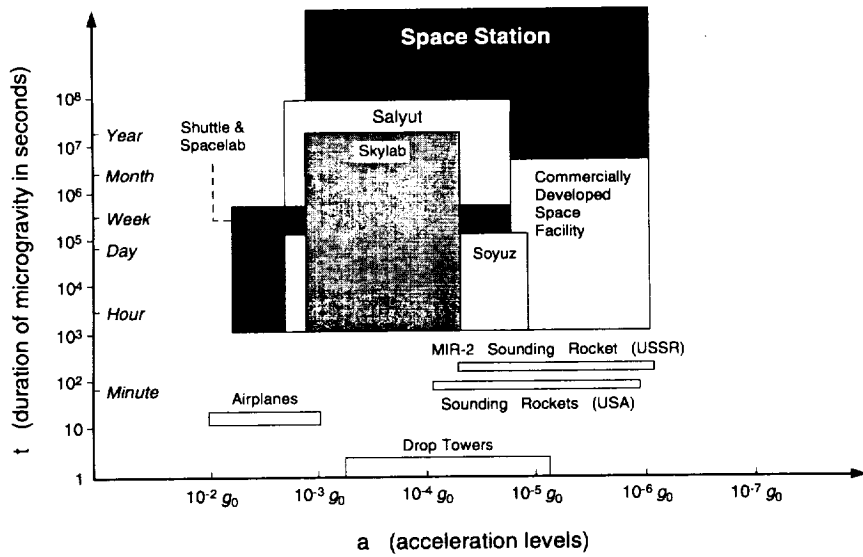 Space Station
Salyut
Skylab
Shuttle &
Spacelab
Commercially
Developed
Space
Facility
Soyuz
MIR-2 Sounding Rocket (USSR)
Sounding Rockets (USA)
Airplanes
Drop Towers
t (duration of microgravity in seconds)
10⁸
10⁷
10⁶
10⁵
10⁴
10³
10²
10
1
Year
Month
Week
Day
Hour
Minute
10⁻² g₀
10⁻³ g₀
10⁻⁴ g₀
10⁻⁵ g₀
10⁻⁶ g₀
10⁻⁷ g₀
a (acceleration levels)